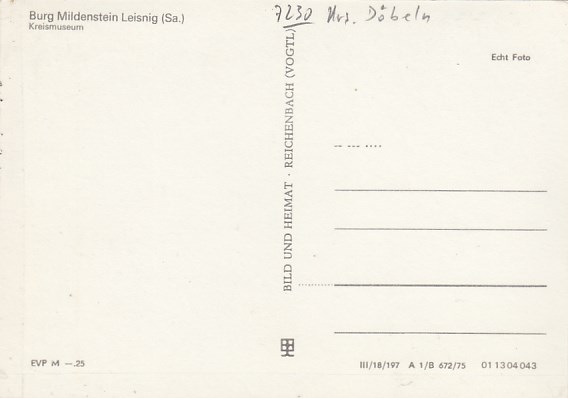 Burg Mildenstein Leisnig (Sa.)
Kreismuseum
7230 Krs. Döbeln
Echt Foto
BILD UND HEIMAT · REICHENBACH (VOGTL)
EVP M —.25
III/18/197 A 1/B 672/75 01 13 04 043